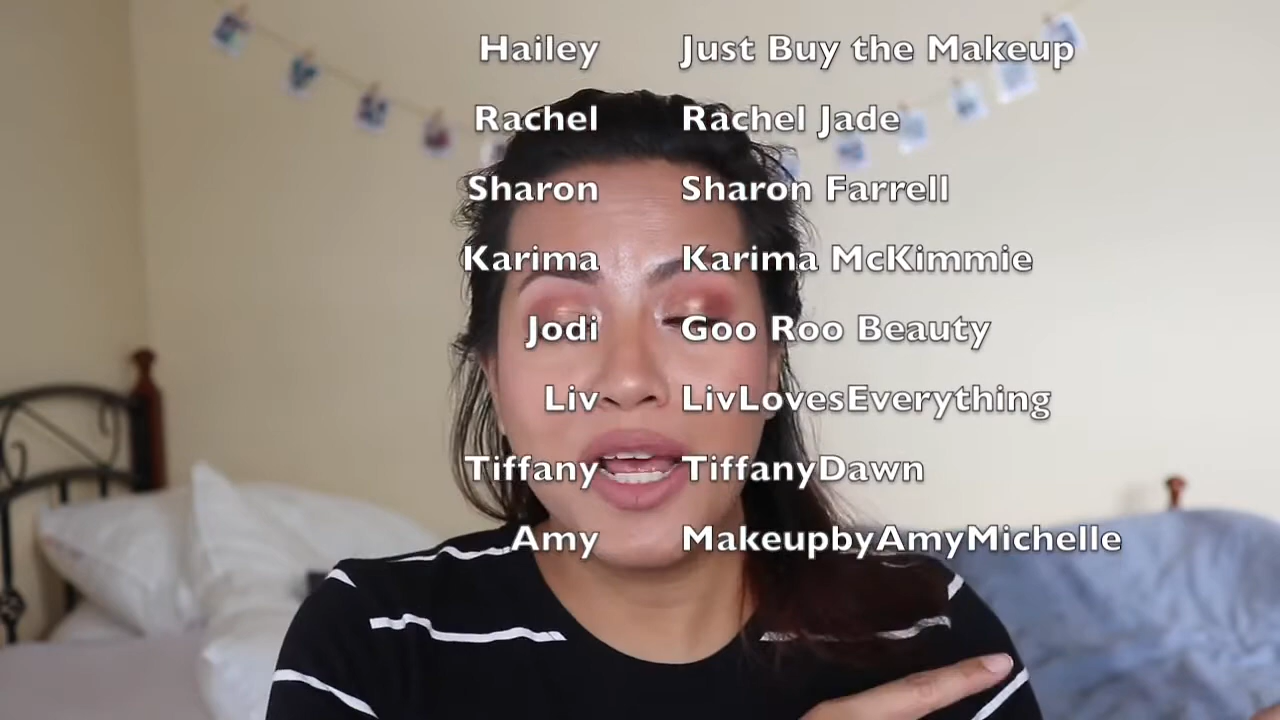 Hailey Just Buy the Makeup
Rachel Rachel Jade
Sharon Sharon Farrell
Karima Karima McKimmie
Jodi Goo Roo Beauty
Liv LivLovesEverything
Tiffany TiffanyDawn
Amy MakeupbyAmyMichelle